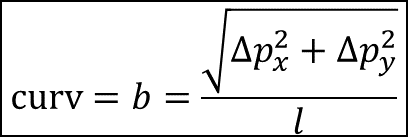 curv = b = √(Δp_x^2 + Δp_y^2) / l